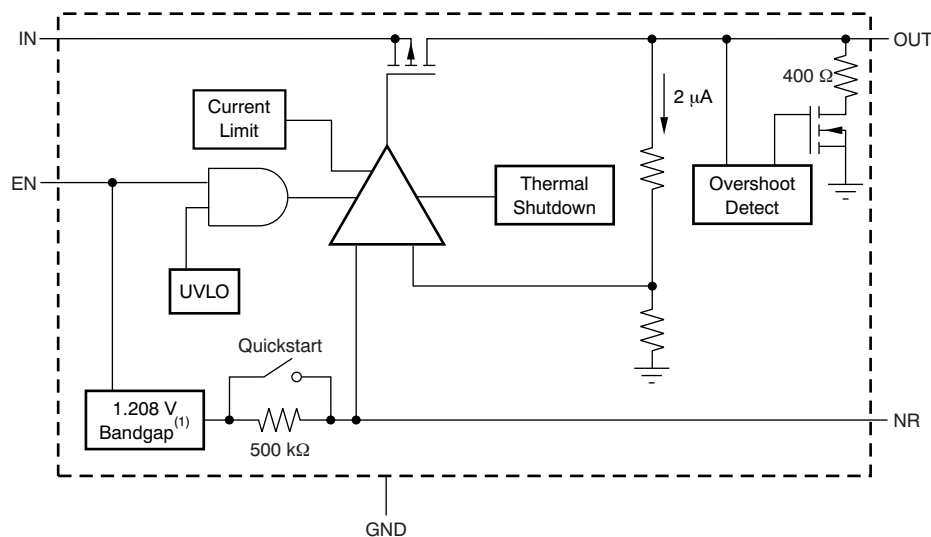 IN
OUT
400 Ω
2 μA
Current
Limit
EN
Thermal
Shutdown
Overshoot
Detect
UVLO
Quickstart
1.208 V
Bandgap(1)
500 kΩ
NR
GND